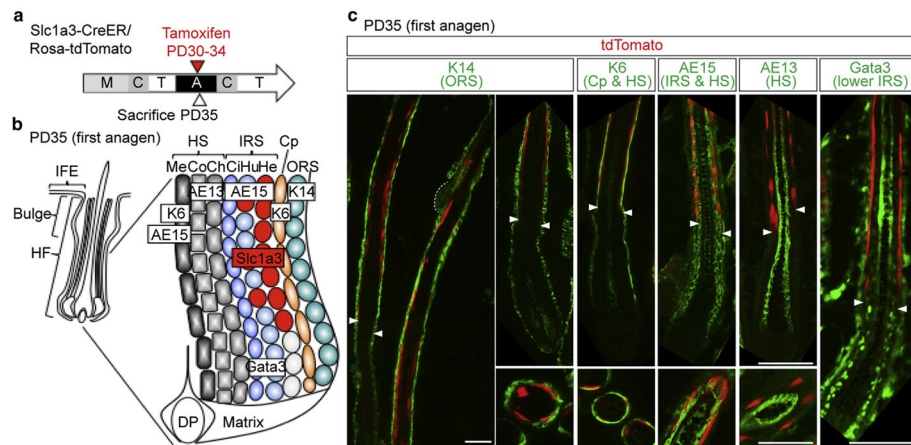 a
Slc1a3-CreER/
Rosa-tdTomato
Tamoxifen
PD30-34
M C T A C T
Sacrifice PD35
b
PD35 (first anagen)
IFE
Bulge
HF
HS IRS Cp
MeCoCh CiHuHe ORS
AE13 AE15 K14
K6 K6
AE15
Slc1a3
Gata3
DP Matrix
c PD35 (first anagen)
tdTomato
K14 K6 AE15 AE13 Gata3
(ORS) (Cp & HS) (IRS & HS) (HS) (lower IRS)